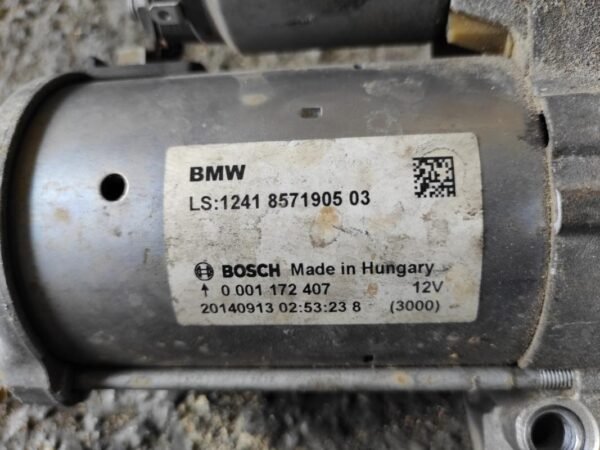 BMW
LS:1241 8571905 03
BOSCH Made in Hungary
↑ 0 001 172 407 12V
20140913 02:53:23 8 (3000)